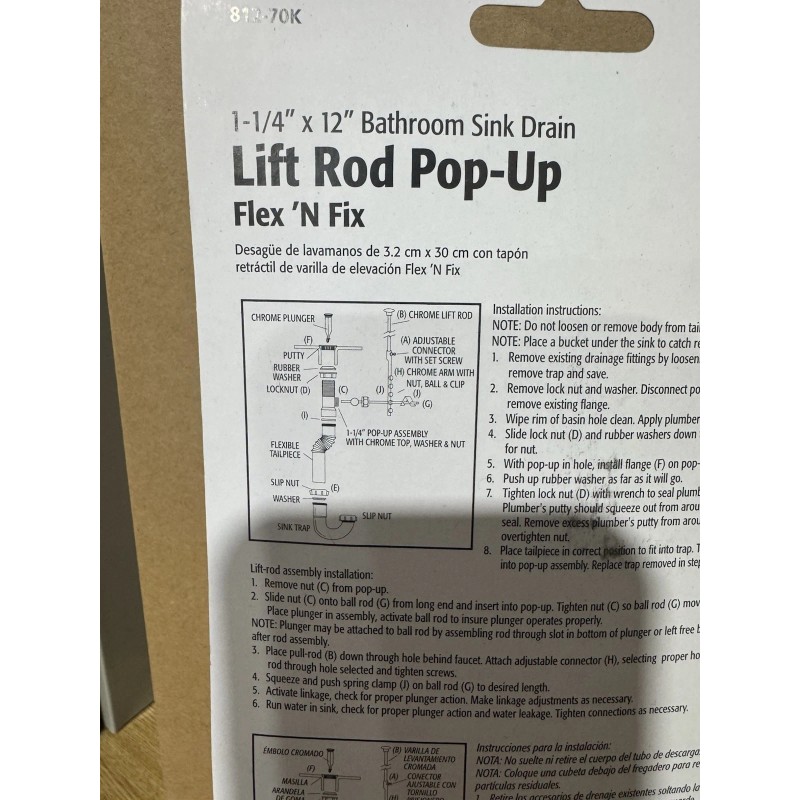 812-70K
1-1/4" x 12" Bathroom Sink Drain
Lift Rod Pop-Up
Flex 'N Fix
Desagüe de lavamanos de 3.2 cm x 30 cm con tapón
retráctil de varilla de elevación Flex 'N Fix
CHROME PLUNGER
(F)
PUTTY
RUBBER
WASHER
LOCKNUT (D)
(C)
(I)
FLEXIBLE
TAILPIECE
SLIP NUT
(E)
WASHER
SINK TRAP
SLIP NUT
(B) CHROME LIFT ROD
(A) ADJUSTABLE
CONNECTOR
WITH SET SCREW
(H) CHROME ARM WITH
NUT, BALL & CLIP
(J)
(J)
(G)
1-1/4" POP-UP ASSEMBLY
WITH CHROME TOP, WASHER & NUT
Installation instructions:
NOTE: Do not loosen or remove body from tai
NOTE: Place a bucket under the sink to catch re
1. Remove existing drainage fittings by loosen
remove trap and save.
2. Remove lock nut and washer. Disconnect po
remove existing flange.
3. Wipe rim of basin hole clean. Apply plumber
4. Slide lock nut (D) and rubber washers down
for nut.
5. With pop-up in hole, install flange (F) on pop-
6. Push up rubber washer as far as it will go.
7. Tighten lock nut (D) with wrench to seal plumb
Plumber's putty should squeeze out from arou
seal. Remove excess plumber's putty from arou
overtighten nut.
8. Place tailpiece in correct position to fit into trap. T
into pop-up assembly. Replace trap removed in step
Lift-rod assembly installation:
1. Remove nut (C) from pop-up.
2. Slide nut (C) onto ball rod (G) from long end and insert into pop-up. Tighten nut (C) so ball rod (G) mov
Place plunger in assembly, activate ball rod to insure plunger operates properly.
NOTE: Plunger may be attached to ball rod by assembling rod through slot in bottom of plunger or left free b
after rod assembly.
3. Place pull-rod (B) down through hole behind faucet. Attach adjustable connector (H), selecting proper ho
rod through hole selected and tighten screws.
4. Squeeze and push spring clamp (J) on ball rod (G) to desired length.
5. Activate linkage, check for proper plunger action. Make linkage adjustments as necessary.
6. Run water in sink, check for proper plunger action and water leakage. Tighten connections as necessary.
ÉMBOLO CROMADO
(F)
MASILLA
ARANDELA
DE GOMA
(B) VARILLA DE
LEVANTAMIENTO
CROMADA
(A) CONECTOR
AJUSTABLE CON
TORNILLO
Instrucciones para la instalación:
NOTA: No suelte ni retire el cuerpo del tubo de descarga
NOTA: Coloque una cubeta debajo del fregadero para re
partículas residuales.
1. Retire los accesorios de drenaje existentes soltando la